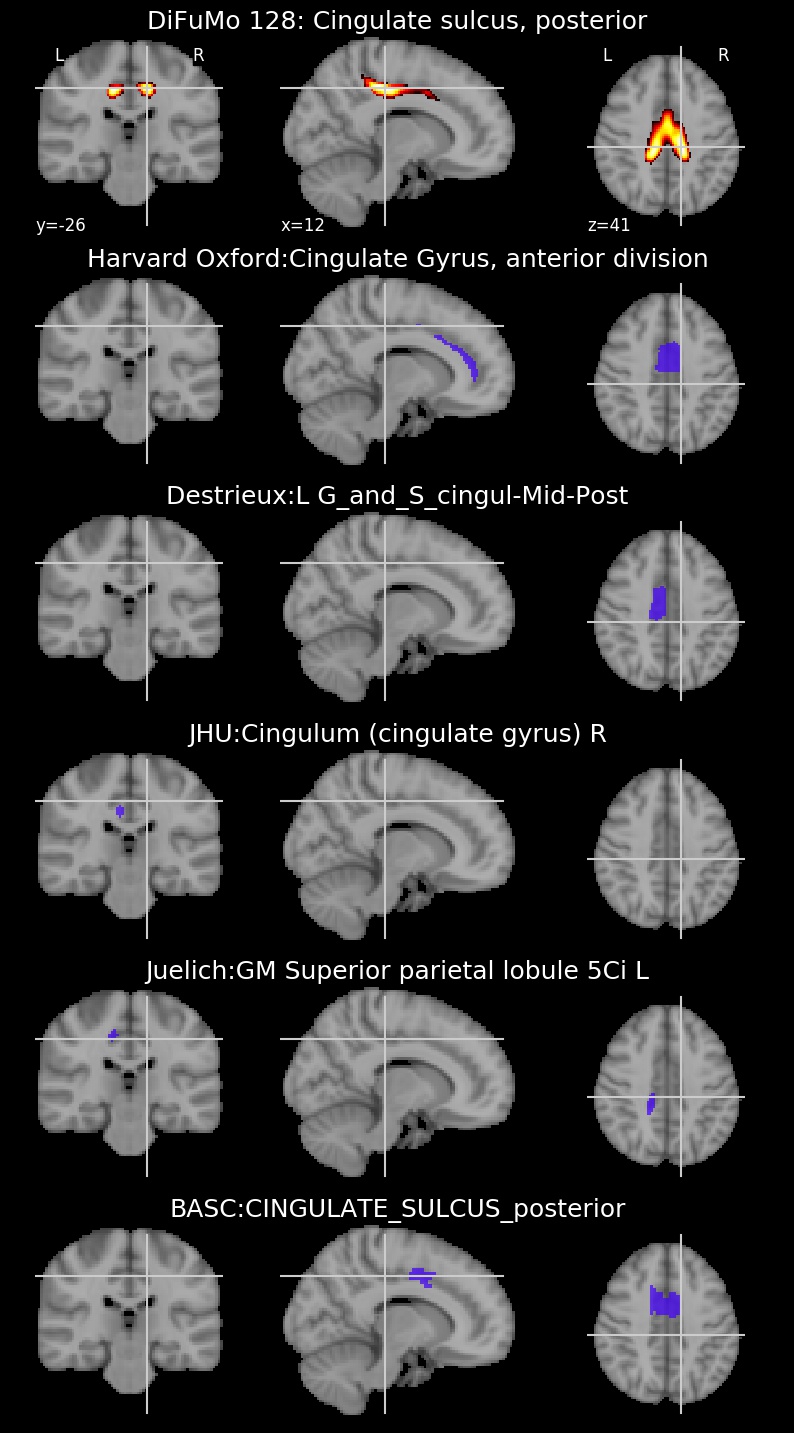 DiFuMo 128: Cingulate sulcus, posterior
L R L R
y=-26 x=12 z=41
Harvard Oxford:Cingulate Gyrus, anterior division
Destrieux:L G_and_S_cingul-Mid-Post
JHU:Cingulum (cingulate gyrus) R
Juelich:GM Superior parietal lobule 5Ci L
BASC:CINGULATE_SULCUS_posterior